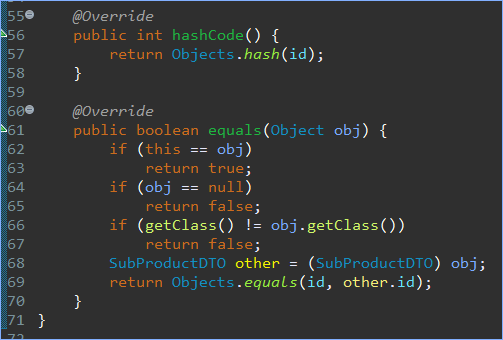 55 @Override
56 public int hashCode() {
57 return Objects.hash(id);
58 }
59
60 @Override
61 public boolean equals(Object obj) {
62 if (this == obj)
63 return true;
64 if (obj == null)
65 return false;
66 if (getClass() != obj.getClass())
67 return false;
68 SubProductDTO other = (SubProductDTO) obj;
69 return Objects.equals(id, other.id);
70 }
71 }